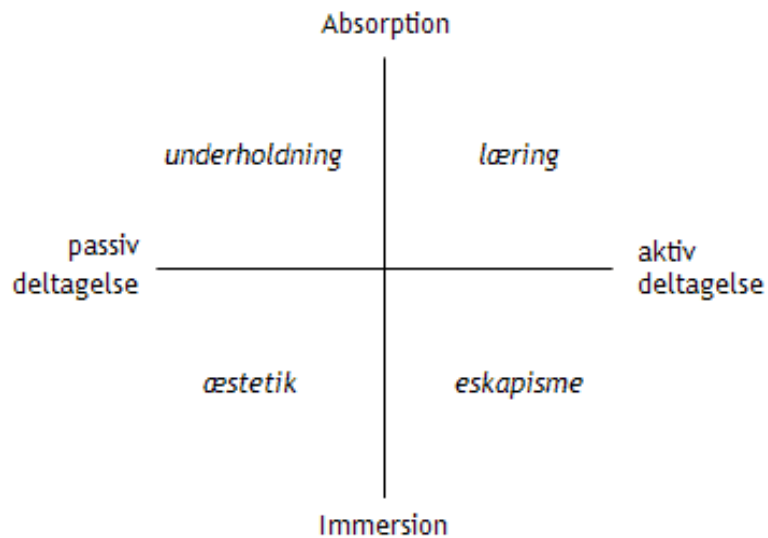 Absorption
underholdning
læring
passiv
deltagelse
aktiv
deltagelse
æstetik
eskapisme
Immersion